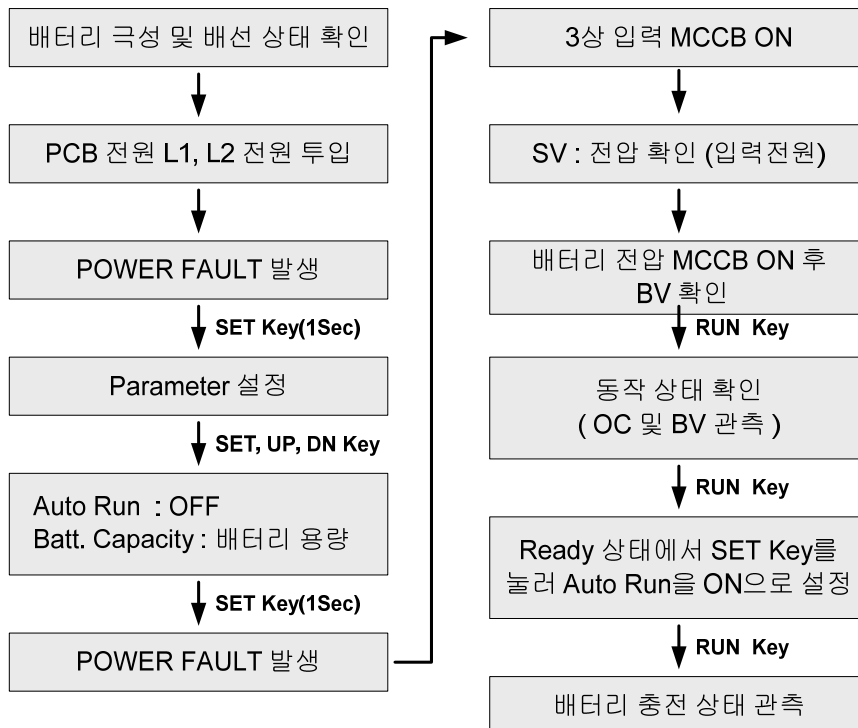 배터리 극성 및 배선 상태 확인
PCB 전원 L1, L2 전원 투입
POWER FAULT 발생
SET Key(1Sec)
Parameter 설정
SET, UP, DN Key
Auto Run : OFF
Batt. Capacity : 배터리 용량
SET Key(1Sec)
POWER FAULT 발생
3상 입력 MCCB ON
SV : 전압 확인 (입력전원)
배터리 전압 MCCB ON 후
BV 확인
RUN Key
동작 상태 확인
( OC 및 BV 관측 )
RUN Key
Ready 상태에서 SET Key를
눌러 Auto Run을 ON으로 설정
RUN Key
배터리 충전 상태 관측